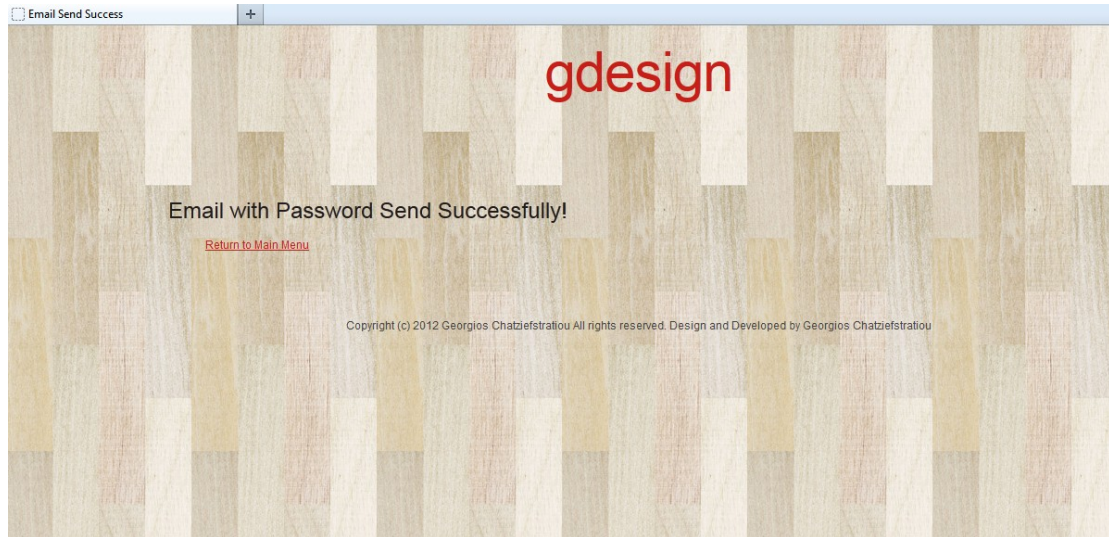 Email Send Success
+
gdesign
Email with Password Send Successfully!
Return to Main Menu
Copyright (c) 2012 Georgios Chatziefstratiou All rights reserved. Design and Developed by Georgios Chatziefstratiou